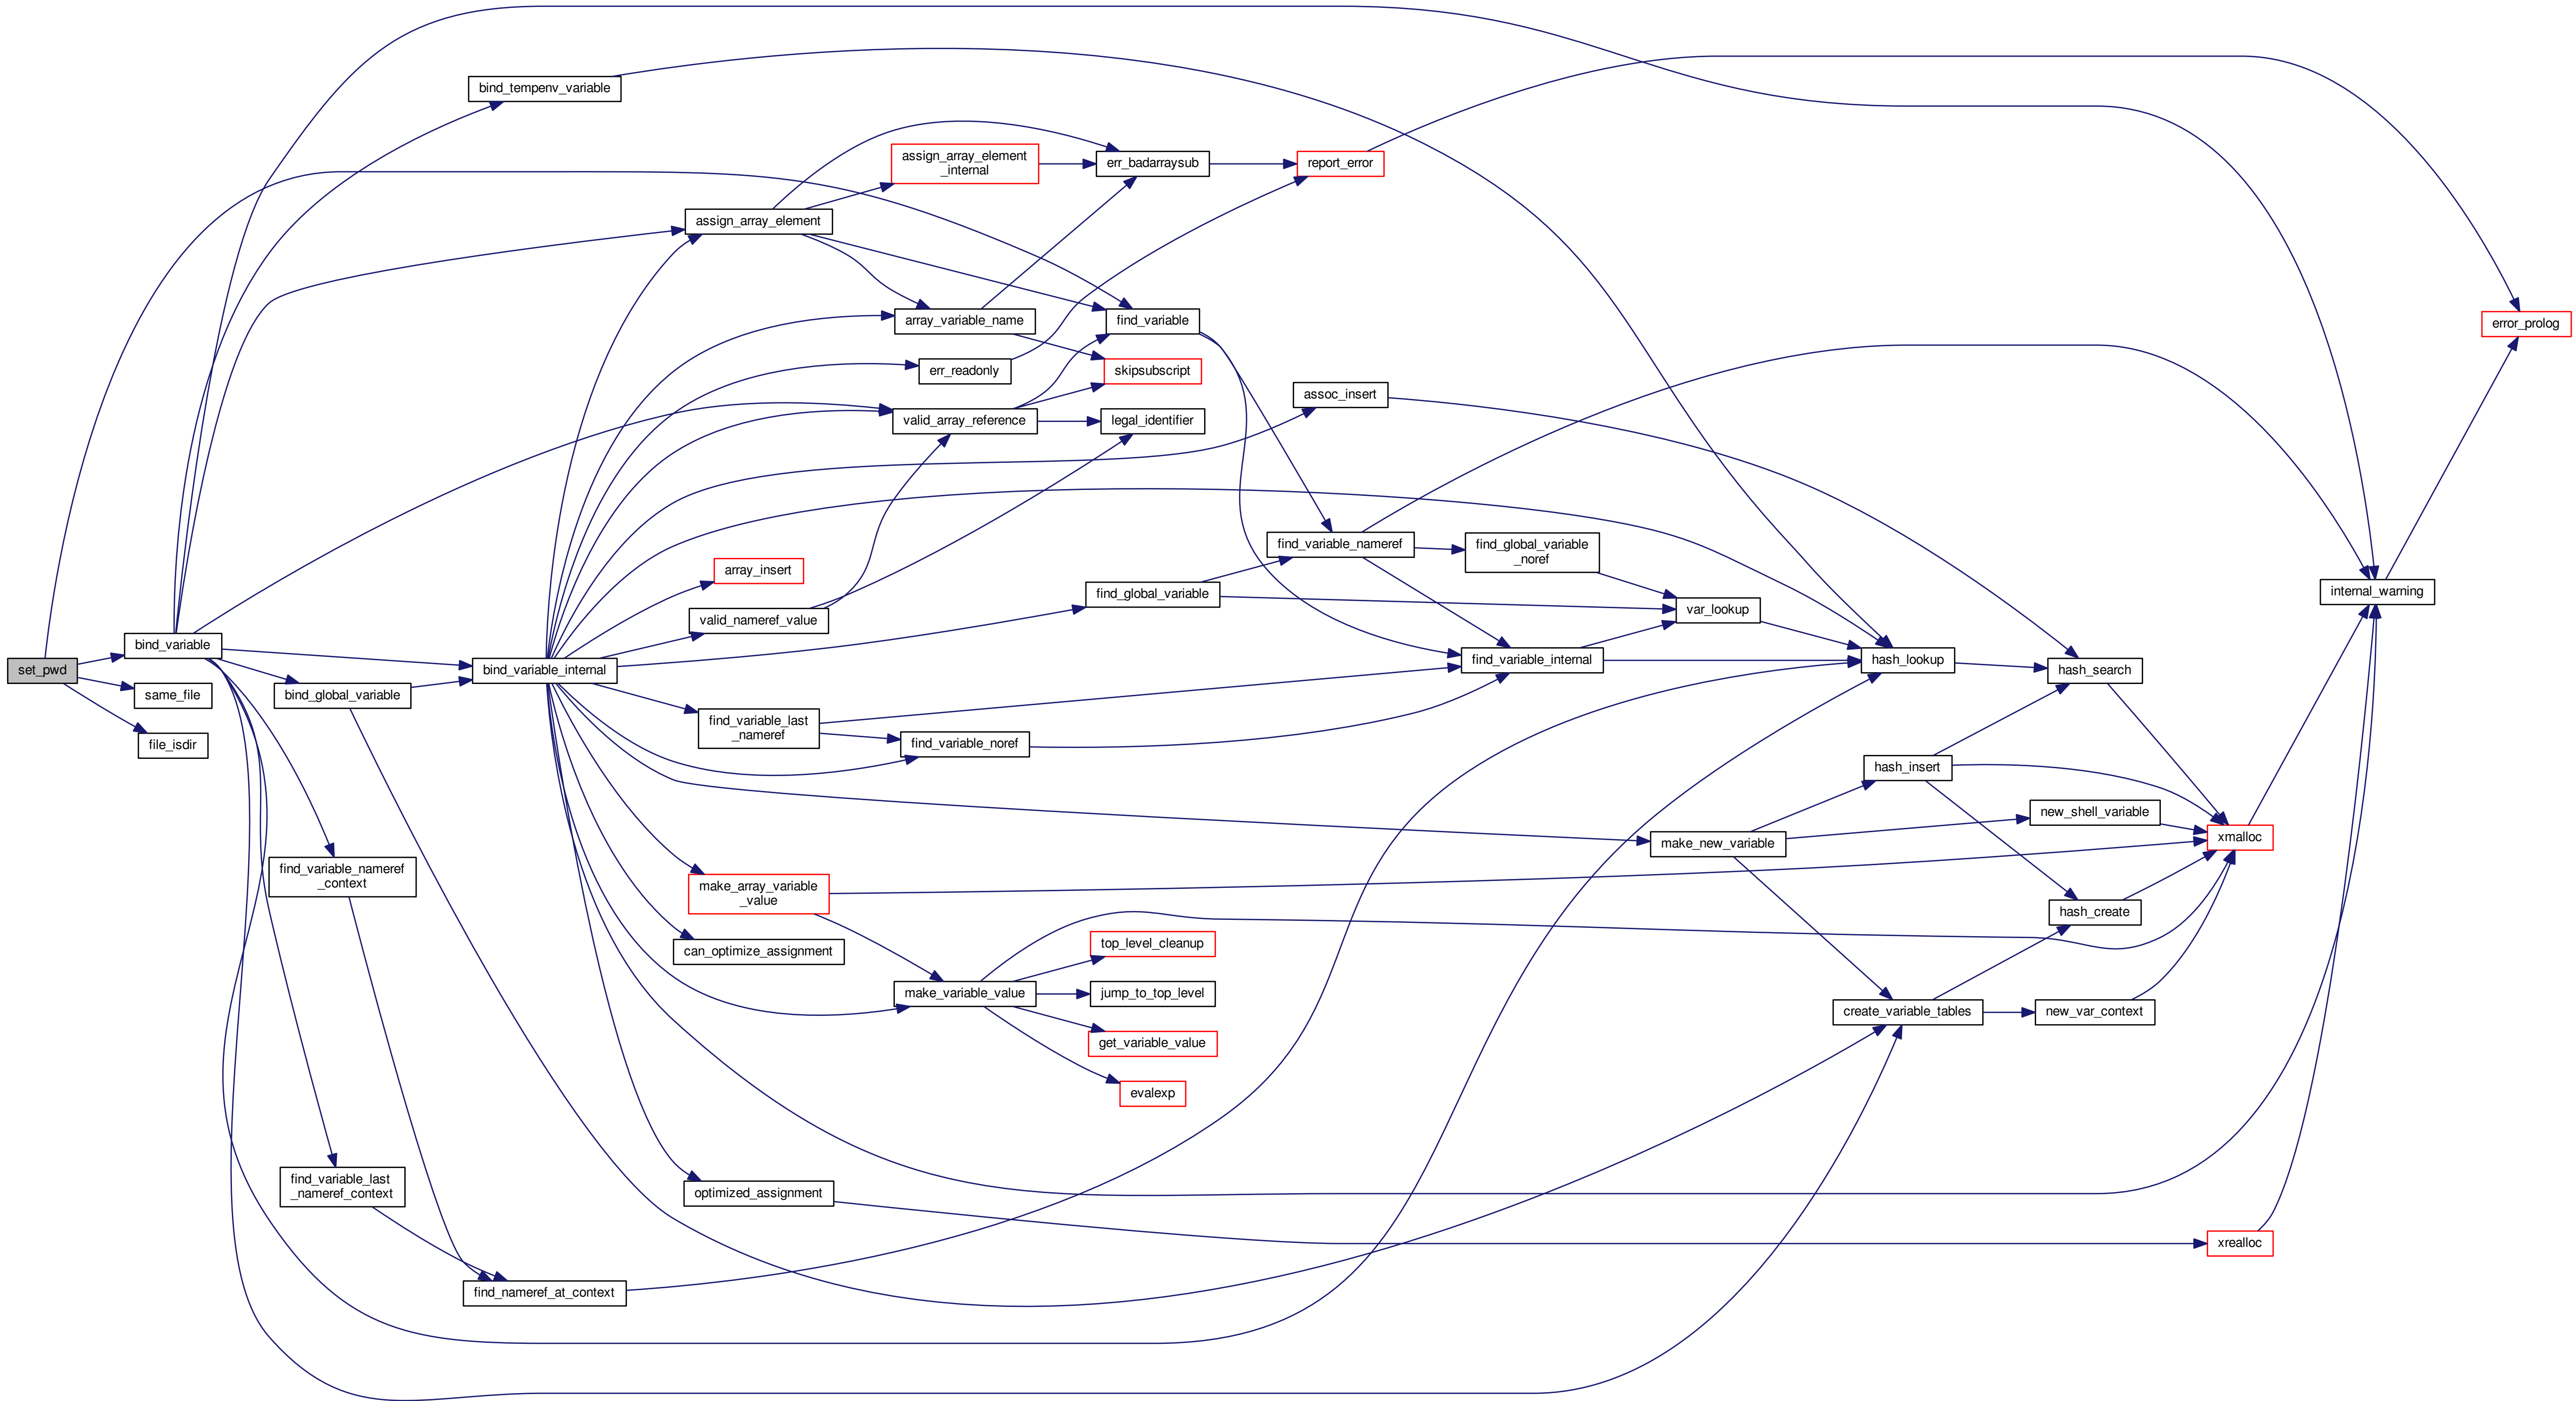 bind_tempenv_variable
assign_array_element
_internal
err_badarraysub
report_error
assign_array_element
array_variable_name
find_variable
error_prolog
err_readonly
skipsubscript
assoc_insert
valid_array_reference
legal_identifier
find_variable_nameref
find_global_variable
_noref
array_insert
find_global_variable
internal_warning
valid_nameref_value
var_lookup
bind_variable
set_pwd
bind_variable_internal
find_variable_internal
hash_lookup
hash_search
same_file
bind_global_variable
find_variable_last
_nameref
file_isdir
find_variable_noref
hash_insert
new_shell_variable
make_new_variable
xmalloc
find_variable_nameref
_context
make_array_variable
_value
hash_create
can_optimize_assignment
top_level_cleanup
make_variable_value
jump_to_top_level
create_variable_tables
new_var_context
get_variable_value
evalexp
find_variable_last
_nameref_context
optimized_assignment
xrealloc
find_nameref_at_context